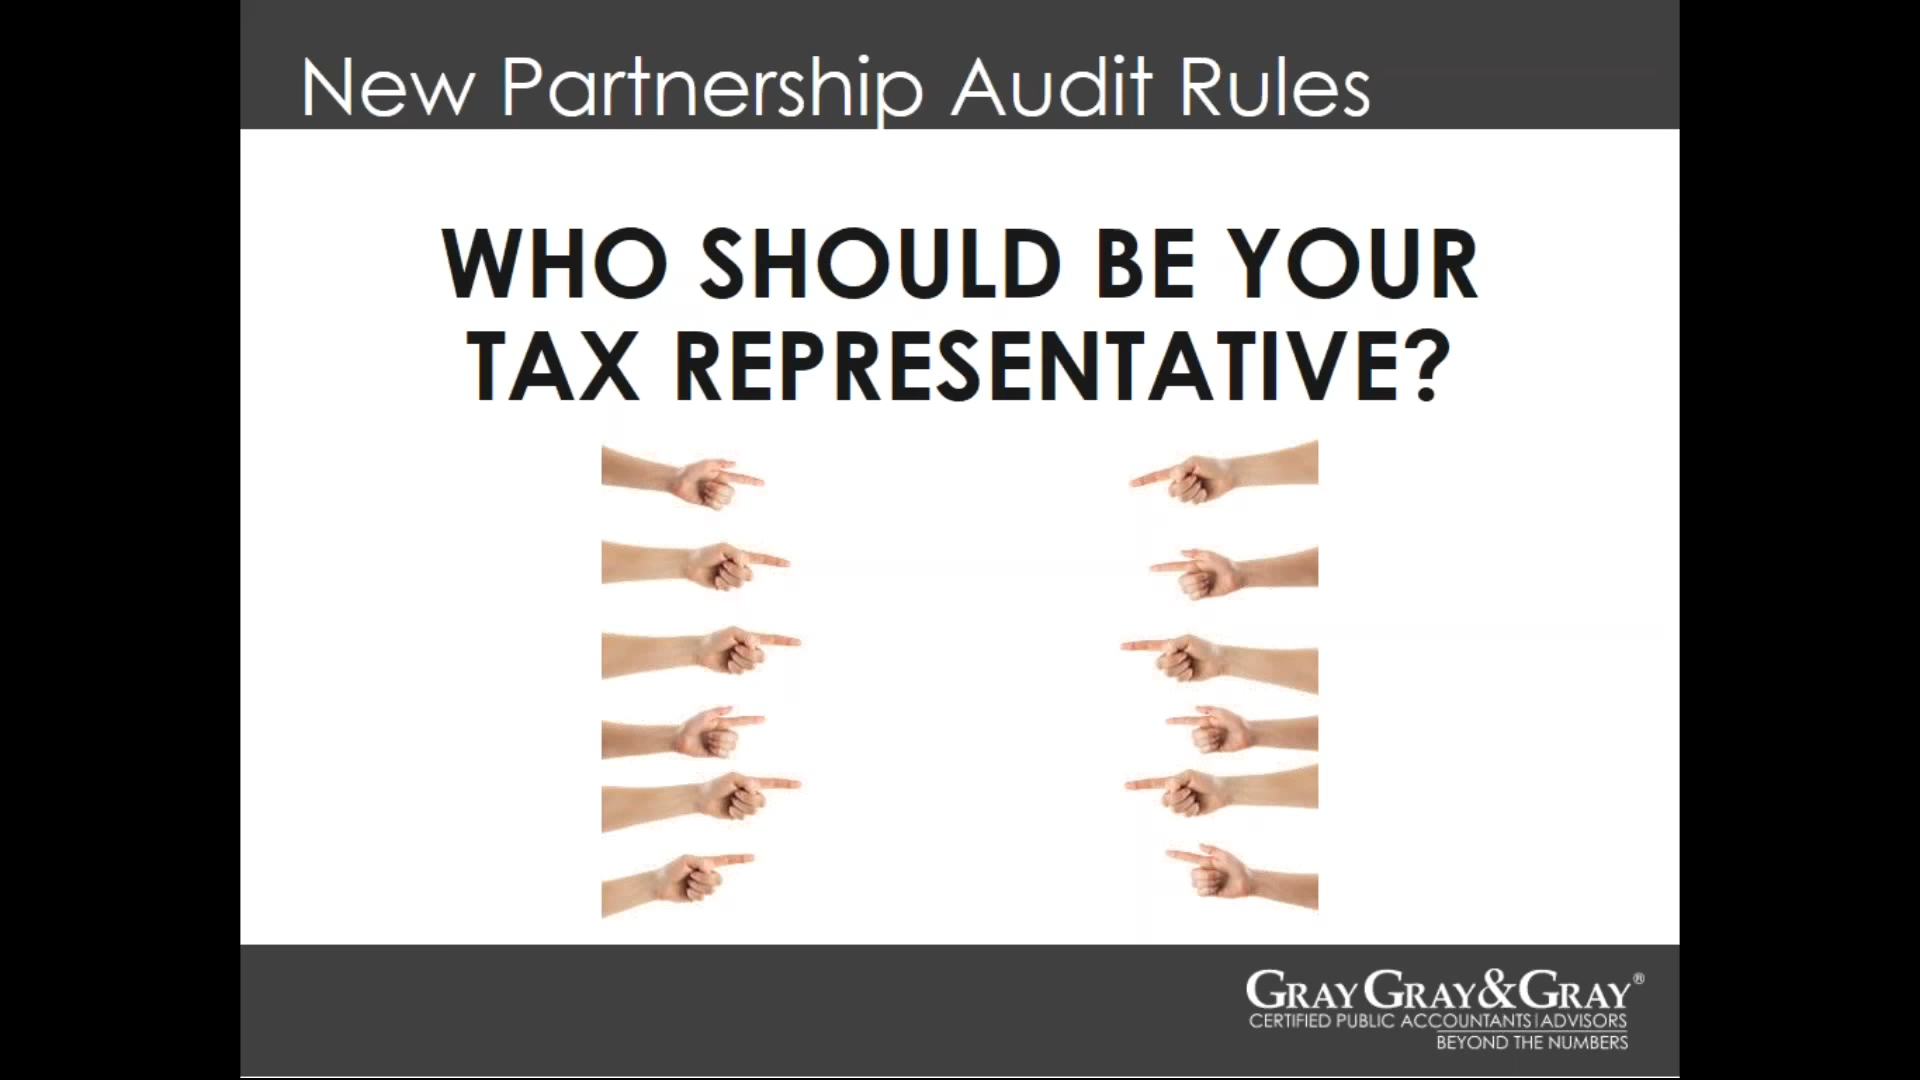 New Partnership Audit Rules
WHO SHOULD BE YOUR
TAX REPRESENTATIVE?
GRAY GRAY & GRAY®
CERTIFIED PUBLIC ACCOUNTANTS | ADVISORS
BEYOND THE NUMBERS